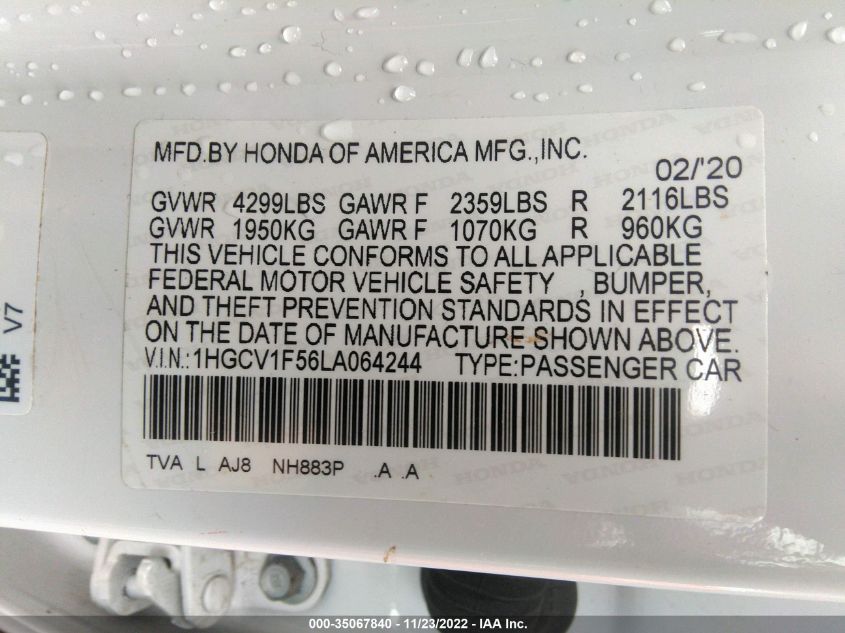 MFD.BY HONDA OF AMERICA MFG.,INC.
02/'20
GVWR 4299LBS GAWR F 2359LBS R 2116LBS
GVWR 1950KG GAWR F 1070KG R 960KG
THIS VEHICLE CONFORMS TO ALL APPLICABLE
FEDERAL MOTOR VEHICLE SAFETY , BUMPER,
AND THEFT PREVENTION STANDARDS IN EFFECT
ON THE DATE OF MANUFACTURE SHOWN ABOVE.
V.I.N.:1HGCV1F56LA064244 TYPE:PASSENGER CAR
TVA L AJ8 NH883P .A .A
V7
000-35067840 - 11/23/2022 - IAA Inc.